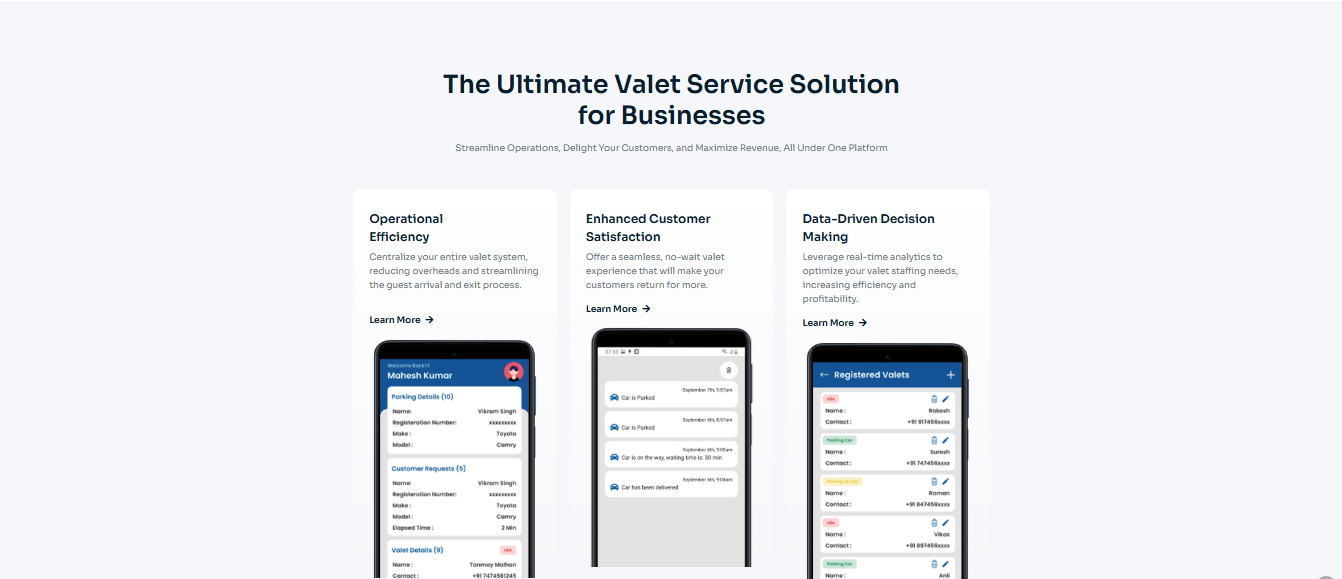 The Ultimate Valet Service Solution
for Businesses
Streamline Operations, Delight Your Customers, and Maximize Revenue, All Under One Platform
Operational
Efficiency
Centralize your entire valet system,
reducing overheads and streamlining
the guest arrival and exit process.
Learn More →
Welcome Back!!
Mahesh Kumar
Parking Details (10)
Name: Vikram Singh
Registeration Number: xxxxxxxxx
Make : Toyota
Model : Camry
Customer Requests (5)
Name: Vikram Singh
Registeration Number: xxxxxxxxx
Make : Toyota
Model : Camry
Elapsed Time : 2 Min
Valet Details (9) Idle
Name : Tanmay Malhan
Contact : +91 7474581245
Enhanced Customer
Satisfaction
Offer a seamless, no-wait valet
experience that will make your
customers return for more.
Learn More →
07:53
September 7th, 9:57pm
Car is Parked
September 6th, 8:57pm
Car is Parked
September 6th, 9:00am
Car is on the way, waiting time is: 30 min
September 6th, 9:04am
Car has been delivered
Data-Driven Decision
Making
Leverage real-time analytics to
optimize your valet staffing needs,
increasing efficiency and
profitability.
Learn More →
← Registered Valets +
Idle
Name : Rakesh
Contact : +91 917456xxxx
Parking Car
Name : Suresh
Contact : +91 747456xxxx
Picking Up Car
Name : Raman
Contact : +91 847456xxxx
Idle
Name : Vikas
Contact : +91 897456xxxx
Parking Car
Name : Anil